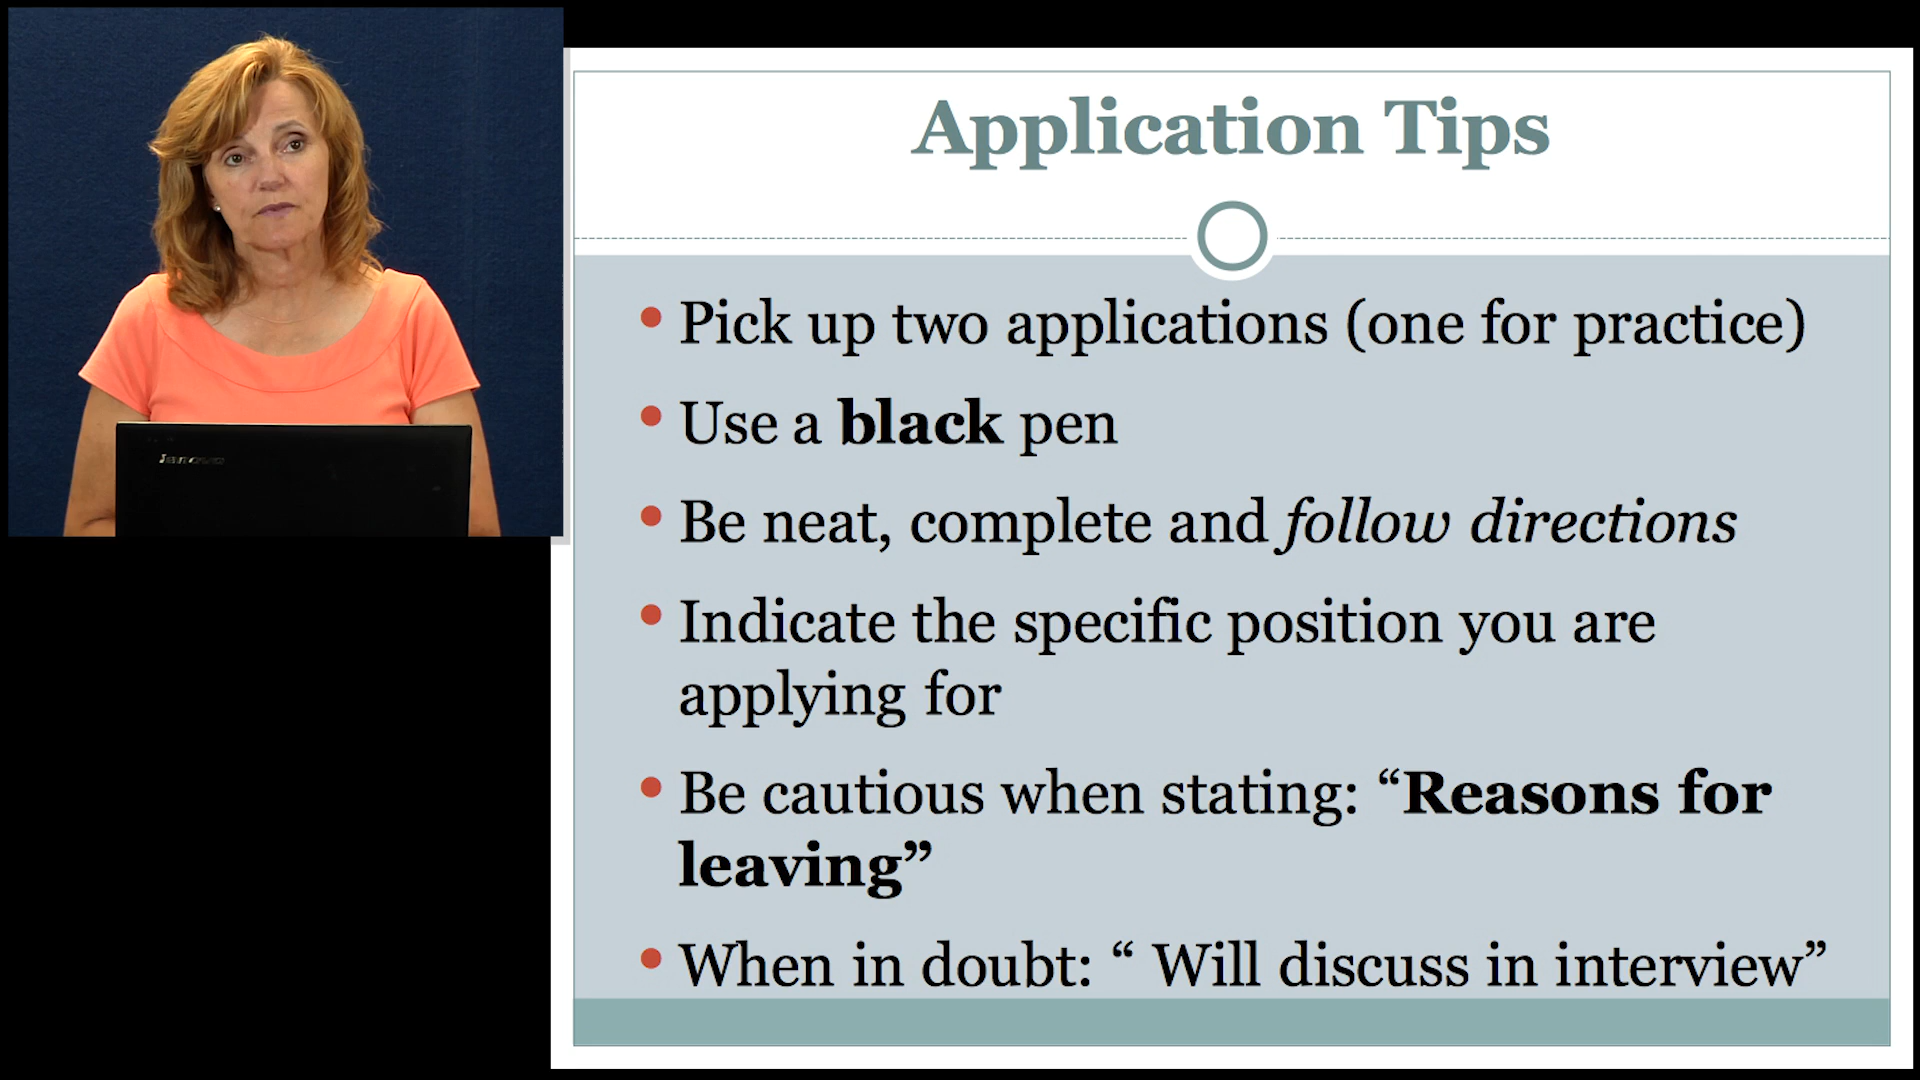 Application Tips
• Pick up two applications (one for practice)
• Use a black pen
• Be neat, complete and follow directions
• Indicate the specific position you are
applying for
• Be cautious when stating: “Reasons for
leaving”
• When in doubt: “ Will discuss in interview”
lenovo